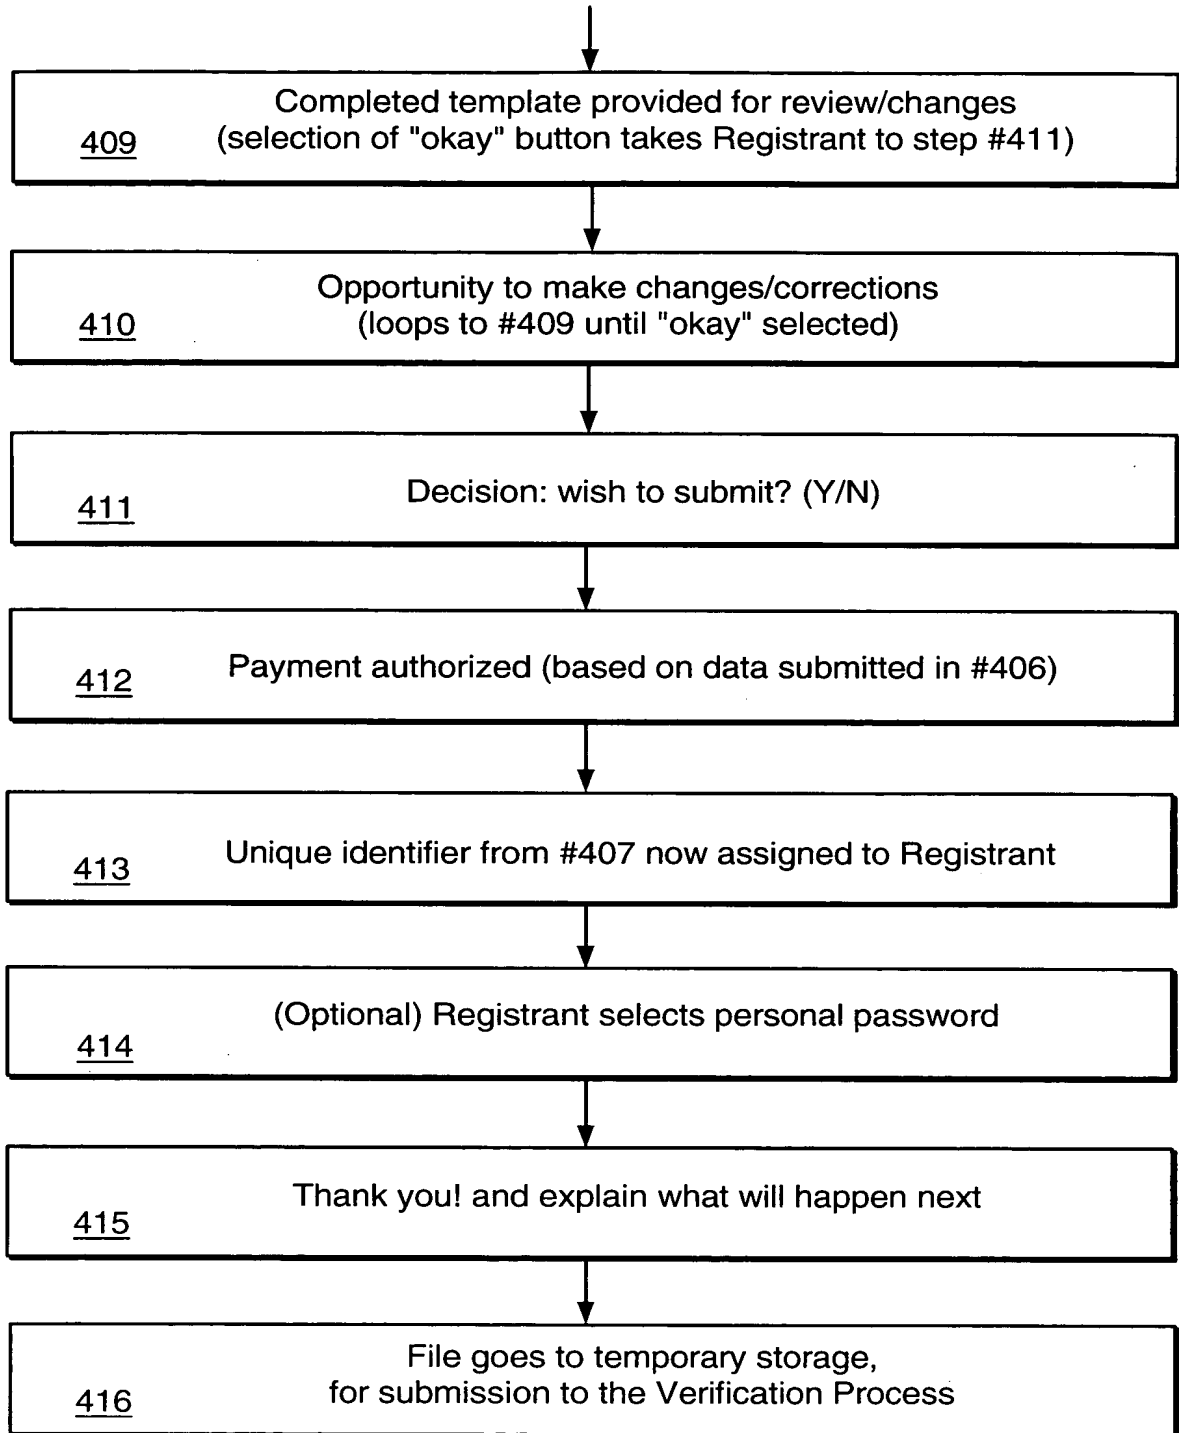 Completed template provided for review/changes
(selection of "okay" button takes Registrant to step #411)
409
Opportunity to make changes/corrections
(loops to #409 until "okay" selected)
410
Decision: wish to submit? (Y/N)
411
Payment authorized (based on data submitted in #406)
412
Unique identifier from #407 now assigned to Registrant
413
(Optional) Registrant selects personal password
414
Thank you! and explain what will happen next
415
File goes to temporary storage,
for submission to the Verification Process
416